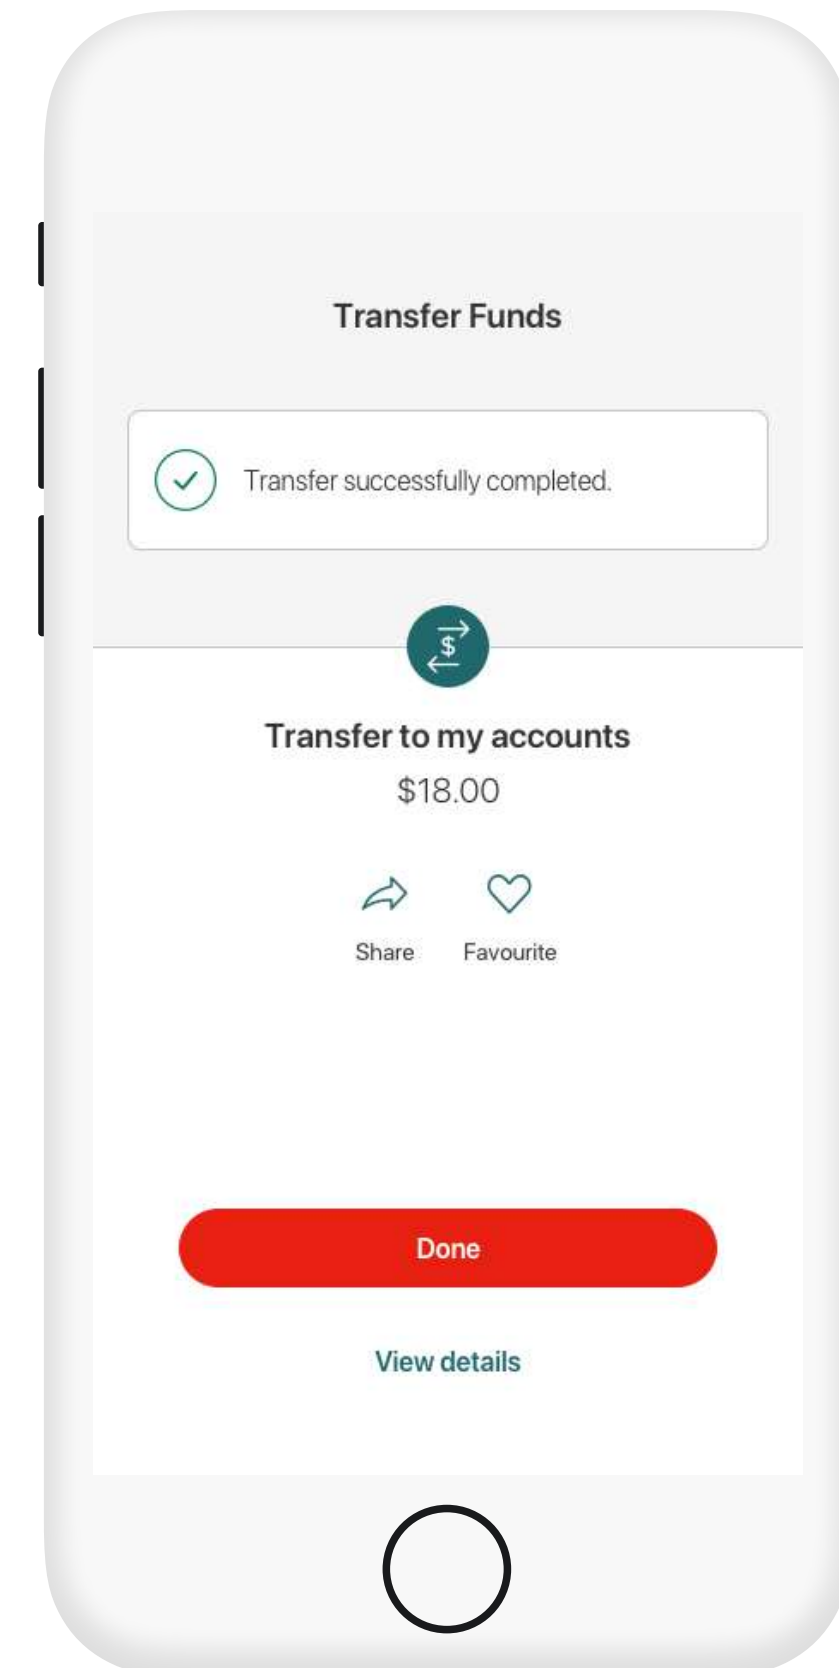 Transfer Funds
Transfer successfully completed.
$
Transfer to my accounts
$18.00
Share Favourite
Done
View details